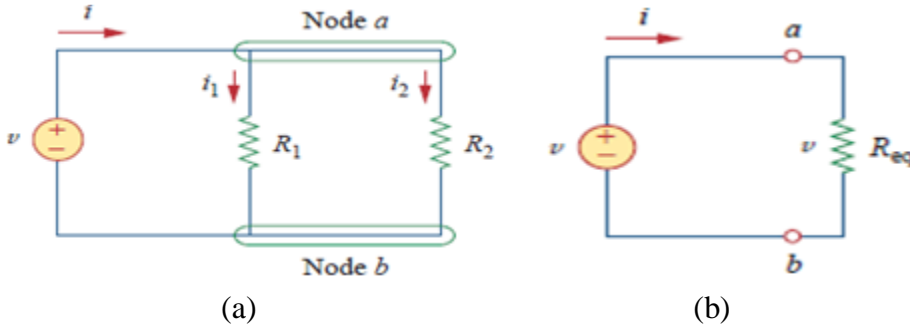 i
Node a
i₁
i₂
v
+
−
R₁
R₂
Node b
(a)
i
a
v
+
−
v
Req
b
(b)